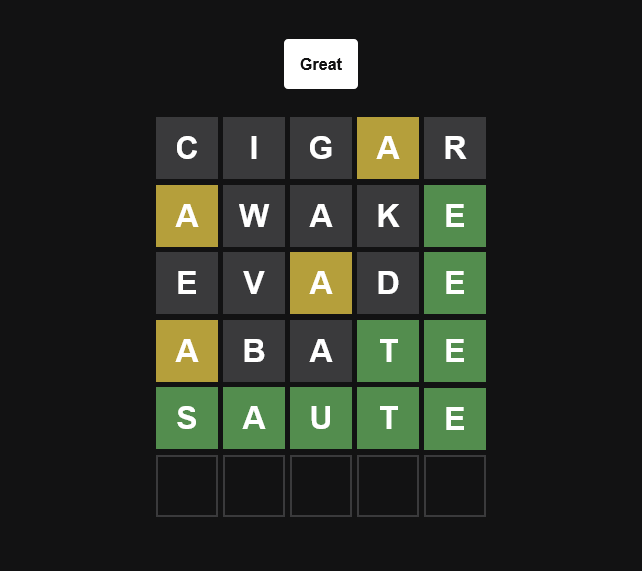 Great
C I G A R
A W A K E
E V A D E
A B A T E
S A U T E